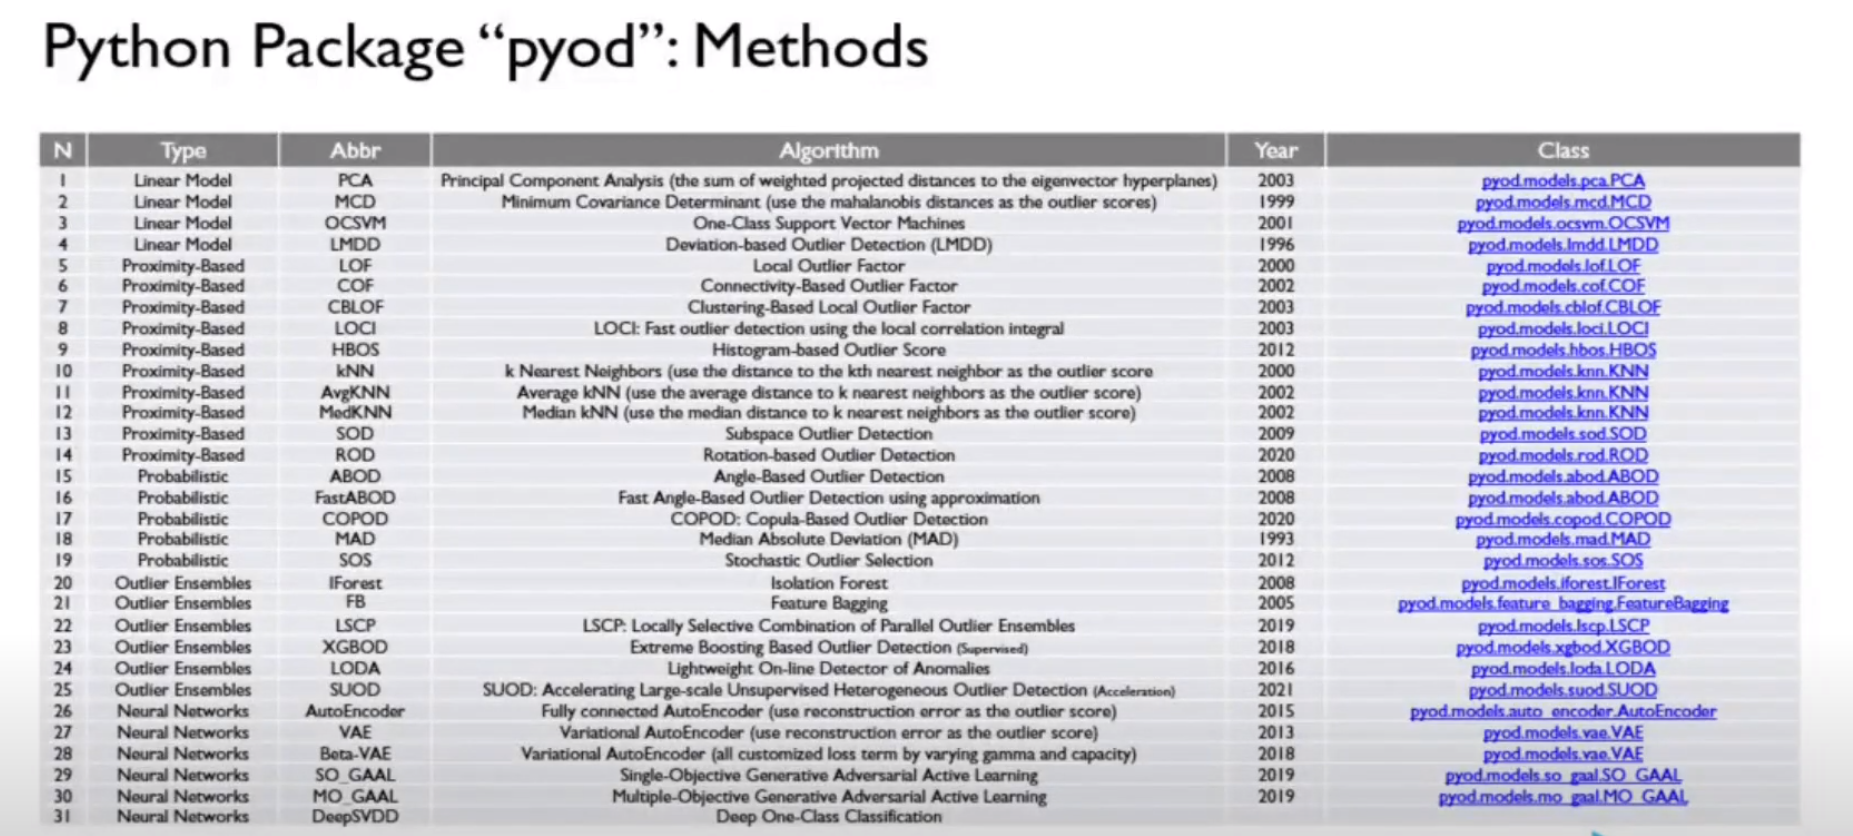 Python Package “pyod”: Methods
N Type Abbr Algorithm Year Class
1 Linear Model PCA Principal Component Analysis (the sum of weighted projected distances to the eigenvector hyperplanes) 2003 pyod.models.pca.PCA
2 Linear Model MCD Minimum Covariance Determinant (use the mahalanobis distances as the outlier scores) 1999 pyod.models.mcd.MCD
3 Linear Model OCSVM One-Class Support Vector Machines 2001 pyod.models.ocsvm.OCSVM
4 Linear Model LMDD Deviation-based Outlier Detection (LMDD) 1996 pyod.models.lmdd.LMDD
5 Proximity-Based LOF Local Outlier Factor 2000 pyod.models.lof.LOF
6 Proximity-Based COF Connectivity-Based Outlier Factor 2002 pyod.models.cof.COF
7 Proximity-Based CBLOF Clustering-Based Local Outlier Factor 2003 pyod.models.cblof.CBLOF
8 Proximity-Based LOCI LOCI: Fast outlier detection using the local correlation integral 2003 pyod.models.loci.LOCI
9 Proximity-Based HBOS Histogram-based Outlier Score 2012 pyod.models.hbos.HBOS
10 Proximity-Based kNN k Nearest Neighbors (use the distance to the kth nearest neighbor as the outlier score 2000 pyod.models.knn.KNN
11 Proximity-Based AvgKNN Average kNN (use the average distance to k nearest neighbors as the outlier score) 2002 pyod.models.knn.KNN
12 Proximity-Based MedKNN Median kNN (use the median distance to k nearest neighbors as the outlier score) 2002 pyod.models.knn.KNN
13 Proximity-Based SOD Subspace Outlier Detection 2009 pyod.models.sod.SOD
14 Proximity-Based ROD Rotation-based Outlier Detection 2020 pyod.models.rod.ROD
15 Probabilistic ABOD Angle-Based Outlier Detection 2008 pyod.models.abod.ABOD
16 Probabilistic FastABOD Fast Angle-Based Outlier Detection using approximation 2008 pyod.models.abod.ABOD
17 Probabilistic COPOD COPOD: Copula-Based Outlier Detection 2020 pyod.models.copod.COPOD
18 Probabilistic MAD Median Absolute Deviation (MAD) 1993 pyod.models.mad.MAD
19 Probabilistic SOS Stochastic Outlier Selection 2012 pyod.models.sos.SOS
20 Outlier Ensembles IForest Isolation Forest 2008 pyod.models.iforest.IForest
21 Outlier Ensembles FB Feature Bagging 2005 pyod.models.feature_bagging.FeatureBagging
22 Outlier Ensembles LSCP LSCP: Locally Selective Combination of Parallel Outlier Ensembles 2019 pyod.models.lscp.LSCP
23 Outlier Ensembles XGBOD Extreme Boosting Based Outlier Detection (Supervised) 2018 pyod.models.xgbod.XGBOD
24 Outlier Ensembles LODA Lightweight On-line Detector of Anomalies 2016 pyod.models.loda.LODA
25 Outlier Ensembles SUOD SUOD: Accelerating Large-scale Unsupervised Heterogeneous Outlier Detection (Acceleration) 2021 pyod.models.suod.SUOD
26 Neural Networks AutoEncoder Fully connected AutoEncoder (use reconstruction error as the outlier score) 2015 pyod.models.auto_encoder.AutoEncoder
27 Neural Networks VAE Variational AutoEncoder (use reconstruction error as the outlier score) 2013 pyod.models.vae.VAE
28 Neural Networks Beta-VAE Variational AutoEncoder (all customized loss term by varying gamma and capacity) 2018 pyod.models.vae.VAE
29 Neural Networks SO_GAAL Single-Objective Generative Adversarial Active Learning 2019 pyod.models.so_gaal.SO_GAAL
30 Neural Networks MO_GAAL Multiple-Objective Generative Adversarial Active Learning 2019 pyod.models.mo_gaal.MO_GAAL
31 Neural Networks DeepSVDD Deep One-Class Classification